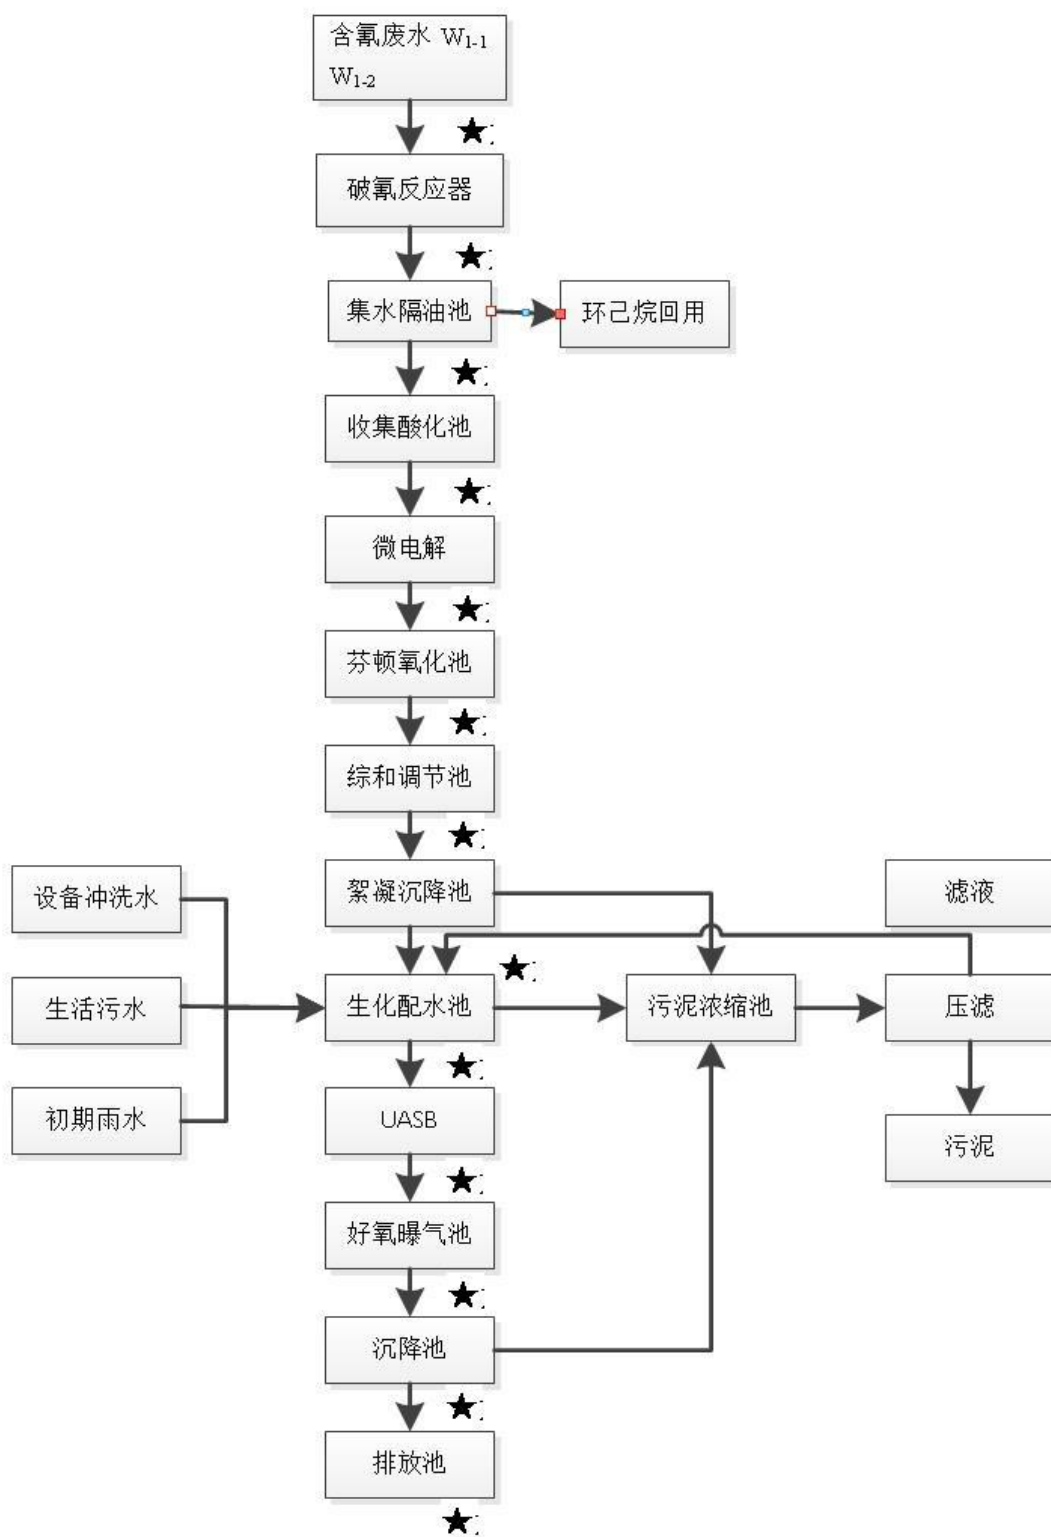 含氰废水 W₁₋₁
W₁₋₂
破氰反应器
集水隔油池
环己烷回用
收集酸化池
微电解
芬顿氧化池
综和调节池
设备冲洗水
絮凝沉降池
滤液
生活污水
生化配水池
污泥浓缩池
压滤
初期雨水
UASB
污泥
好氧曝气池
沉降池
排放池